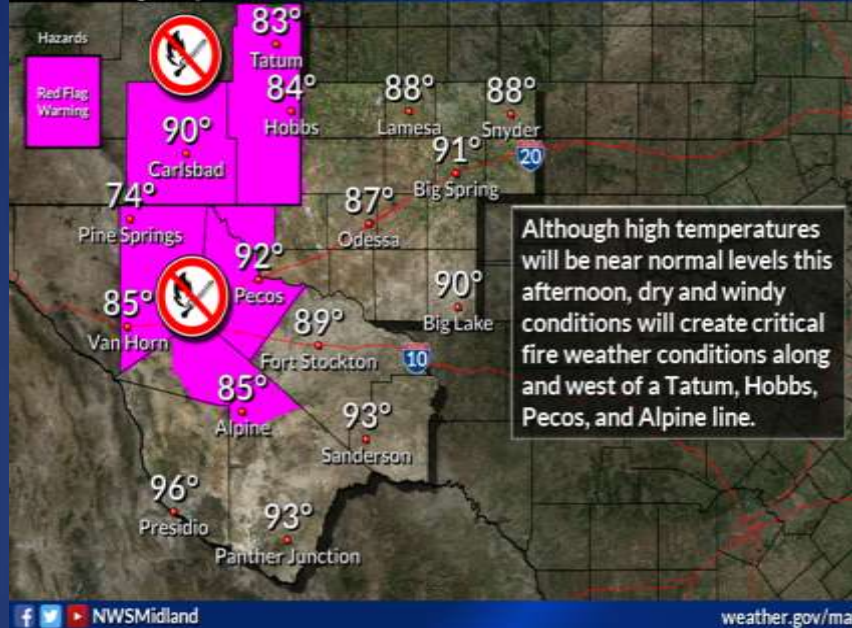 Hazards
Red Flag
Warning
83°
Tatum
84°
Hobbs
88°
Lamesa
88°
Snyder
90°
Carlsbad
91°
Big Spring
20
74°
Pine Springs
87°
Odessa
92°
Pecos
90°
Big Lake
85°
Van Horn
89°
Fort Stockton
10
85°
Alpine
93°
Sanderson
96°
Presidio
93°
Panther Junction
Although high temperatures
will be near normal levels this
afternoon, dry and windy
conditions will create critical
fire weather conditions along
and west of a Tatum, Hobbs,
Pecos, and Alpine line.
NWSMidland
weather.gov/ma